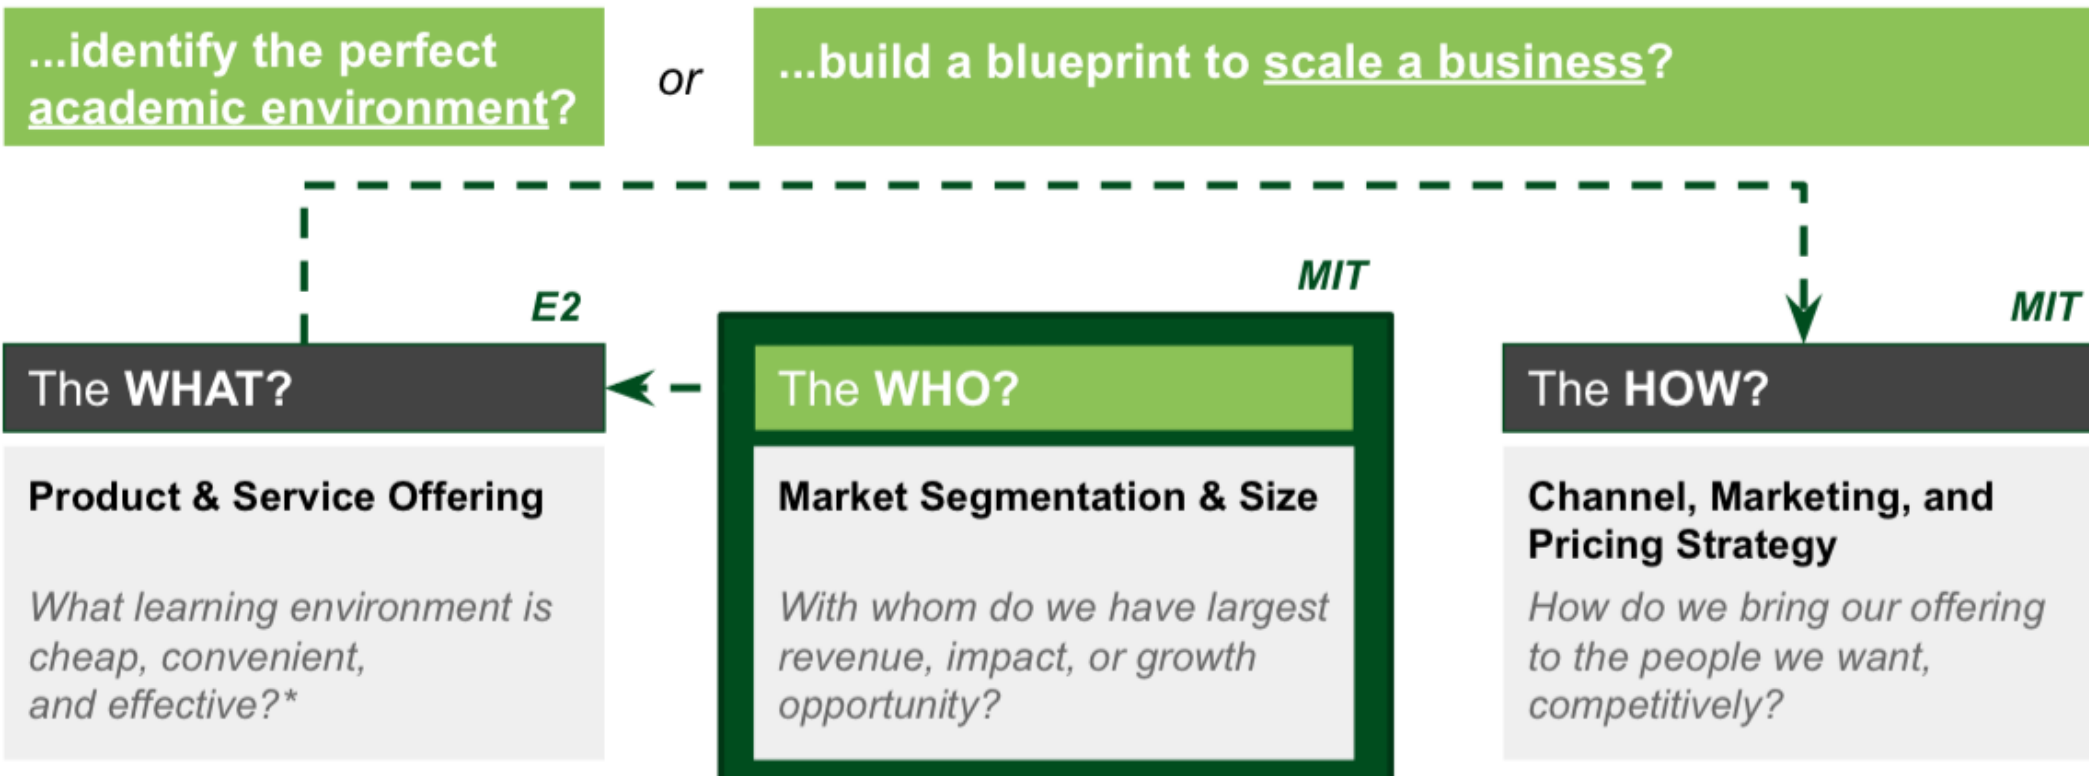 ...identify the perfect
academic environment?
or
...build a blueprint to scale a business?
E2
MIT
MIT
The WHAT?
The WHO?
The HOW?
Product & Service Offering
What learning environment is
cheap, convenient,
and effective?*
Market Segmentation & Size
With whom do we have largest
revenue, impact, or growth
opportunity?
Channel, Marketing, and
Pricing Strategy
How do we bring our offering
to the people we want,
competitively?